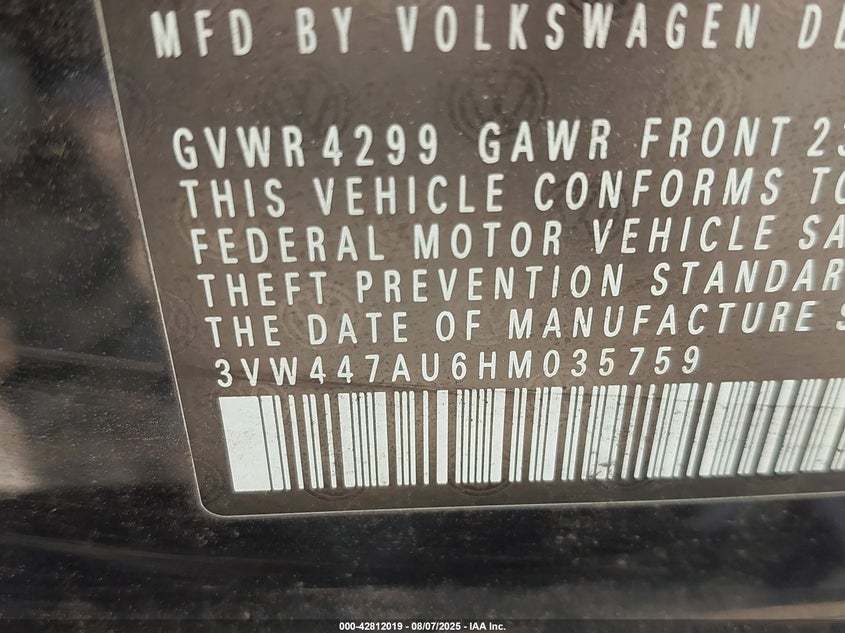 MFD BY VOLKSWAGEN DE
GVWR 4299 GAWR FRONT 23
THIS VEHICLE CONFORMS TO
FEDERAL MOTOR VEHICLE SA
THEFT PREVENTION STANDAR
THE DATE OF MANUFACTURE S
3VW447AU6HM035759
000-42812019 - 08/07/2025 - IAA Inc.